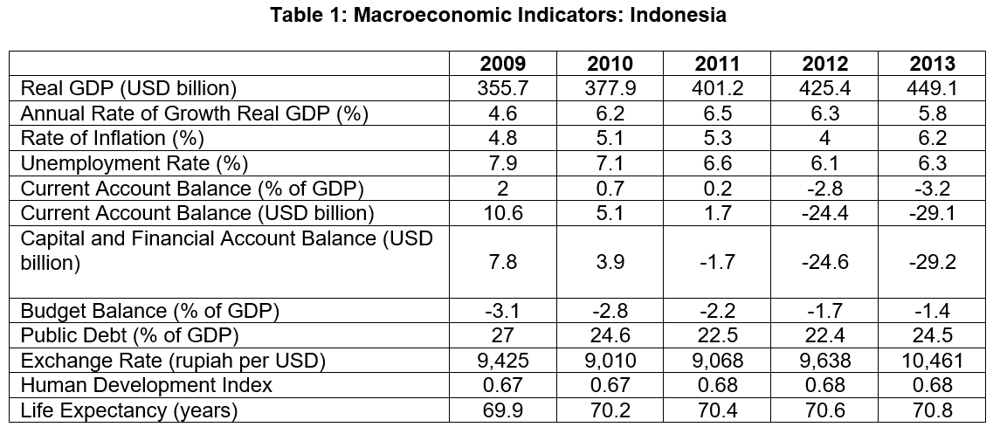 Table 1: Macroeconomic Indicators: Indonesia
2009 2010 2011 2012 2013
Real GDP (USD billion) 355.7 377.9 401.2 425.4 449.1
Annual Rate of Growth Real GDP (%) 4.6 6.2 6.5 6.3 5.8
Rate of Inflation (%) 4.8 5.1 5.3 4 6.2
Unemployment Rate (%) 7.9 7.1 6.6 6.1 6.3
Current Account Balance (% of GDP) 2 0.7 0.2 -2.8 -3.2
Current Account Balance (USD billion) 10.6 5.1 1.7 -24.4 -29.1
Capital and Financial Account Balance (USD
billion) 7.8 3.9 -1.7 -24.6 -29.2
Budget Balance (% of GDP) -3.1 -2.8 -2.2 -1.7 -1.4
Public Debt (% of GDP) 27 24.6 22.5 22.4 24.5
Exchange Rate (rupiah per USD) 9,425 9,010 9,068 9,638 10,461
Human Development Index 0.67 0.67 0.68 0.68 0.68
Life Expectancy (years) 69.9 70.2 70.4 70.6 70.8